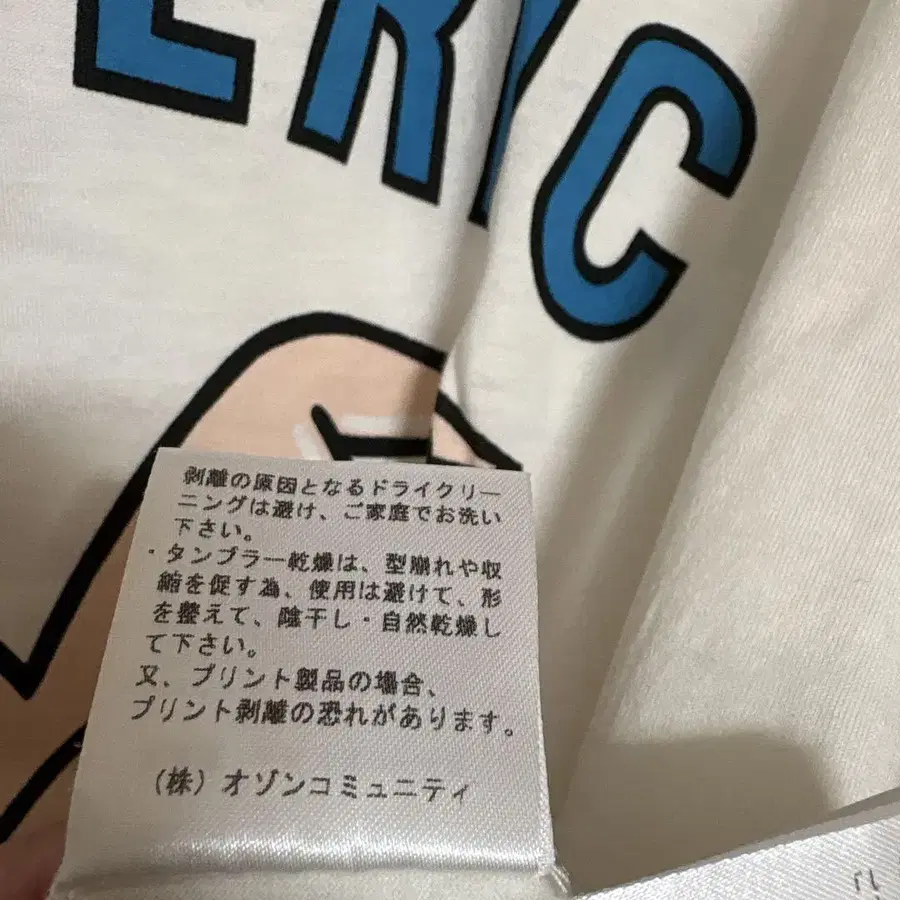 ERIC
剥離の原因となるドライクリー
ニングは避け、ご家庭でお洗い
下さい。
・タンブラー乾燥は、型崩れや収
縮を促す為、使用は避けて、形
を整えて、陰干し・自然乾燥し
て下さい。
又、プリント製品の場合、
プリント剥離の恐れがあります。
（株）オゾンコミュニティ